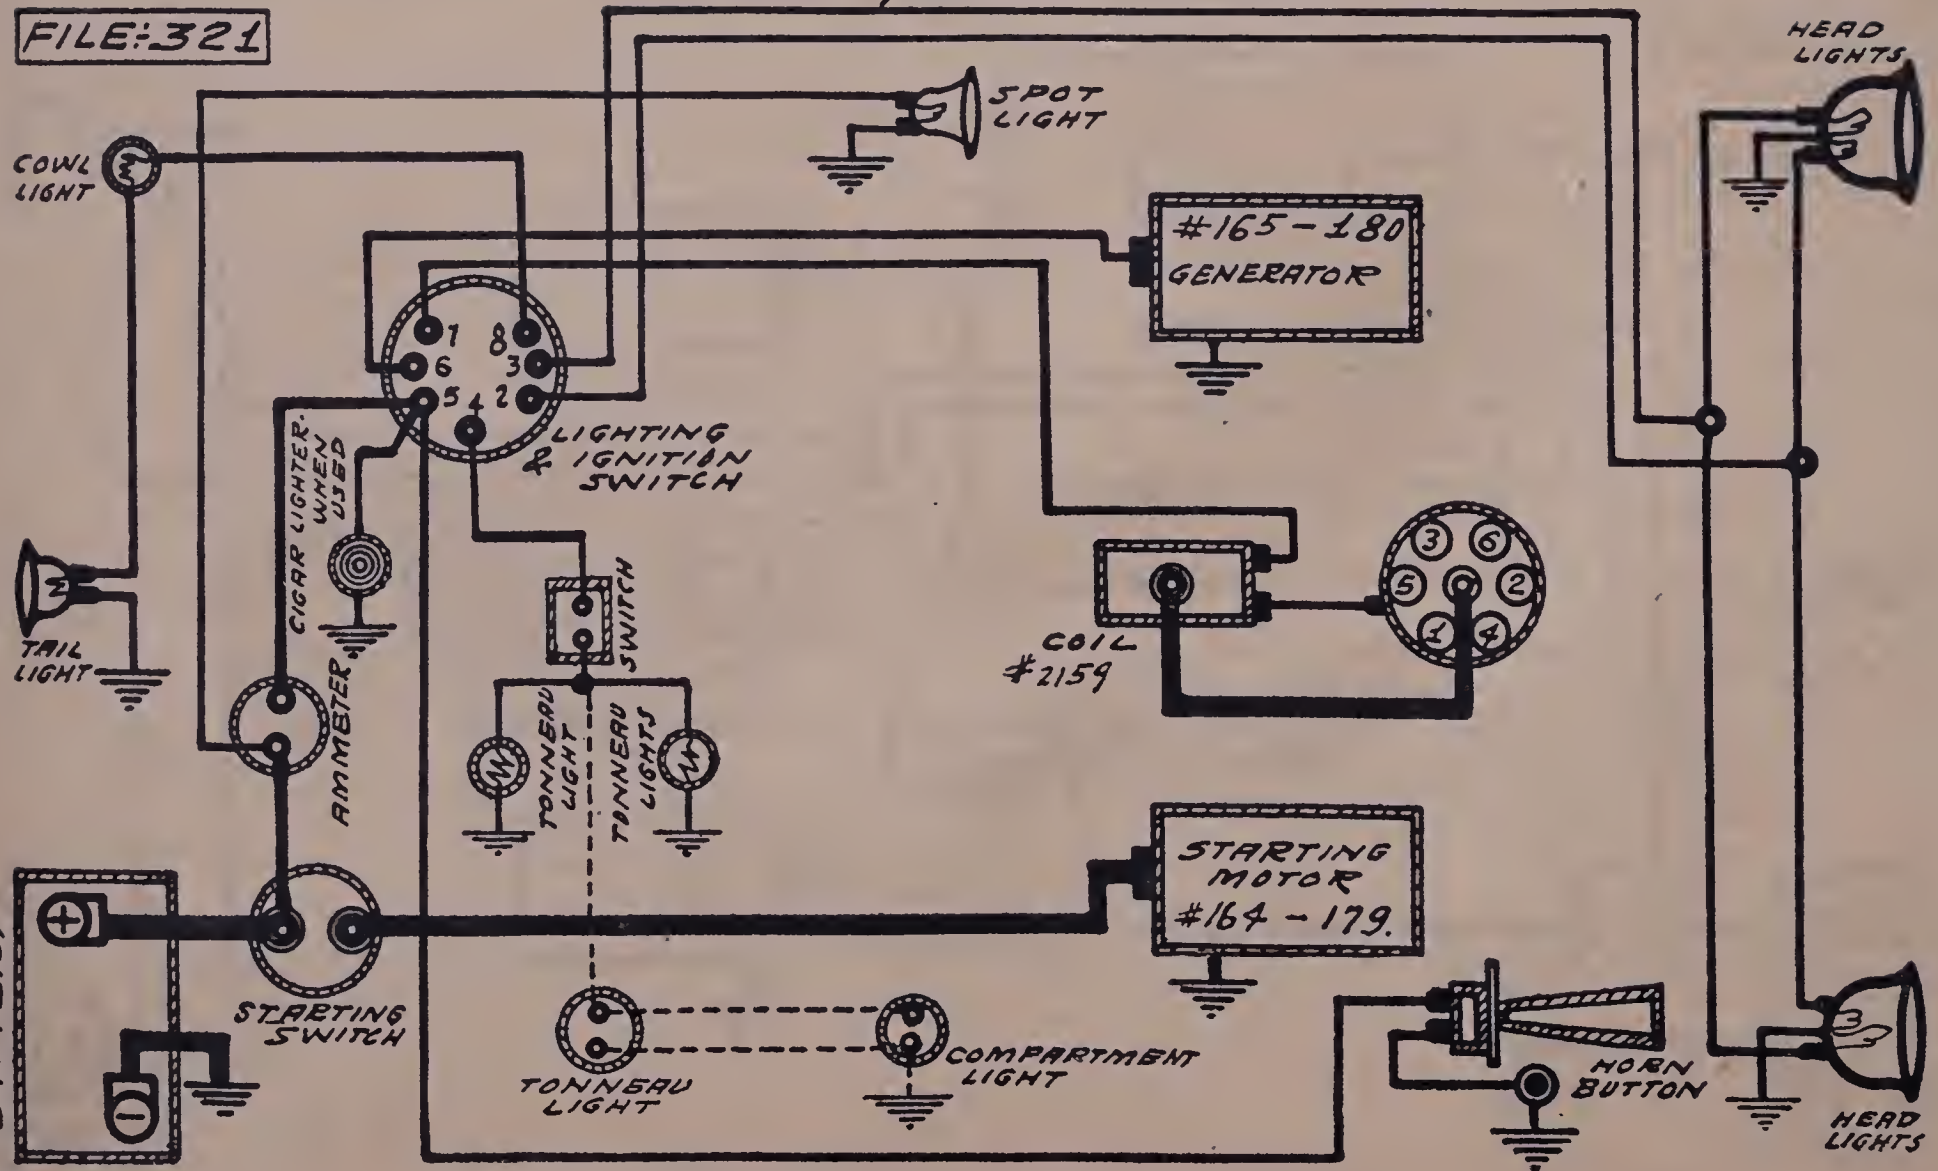 FILE:-321
HEAD
LIGHTS
SPOT
LIGHT
COWL
LIGHT
#165-180
GENERATOR
7
8
6
3
5
4
2
LIGHTING
& IGNITION
SWITCH
CIGAR LIGHTER.
WHEN
USED
3
6
5
2
1
4
SWITCH
COIL
#2159
TAIL
LIGHT
AMMETER
TONNEAU
LIGHT
TONNEAU
LIGHTS
STARTING
MOTOR
#164-179.
+
-
STARTING
SWITCH
TONNEAU
LIGHT
COMPARTMENT
LIGHT
HORN
BUTTON
HEAD
LIGHTS